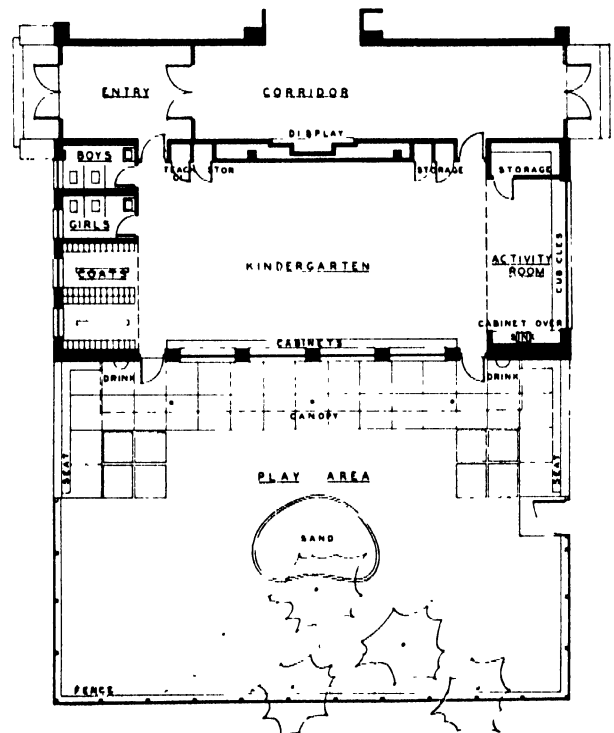 ENTRY
CORRIDOR
DISPLAY
BOYS
STOR
STORAGE
STORAGE
GIRLS
COATS
KINDERGARTEN
ACTIVITY
ROOM
CUBICLES
CABINET OVER
SINK
CABINETS
DRINK
DRINK
CANOPY
SEAT
SEAT
PLAY AREA
SAND
FENCE